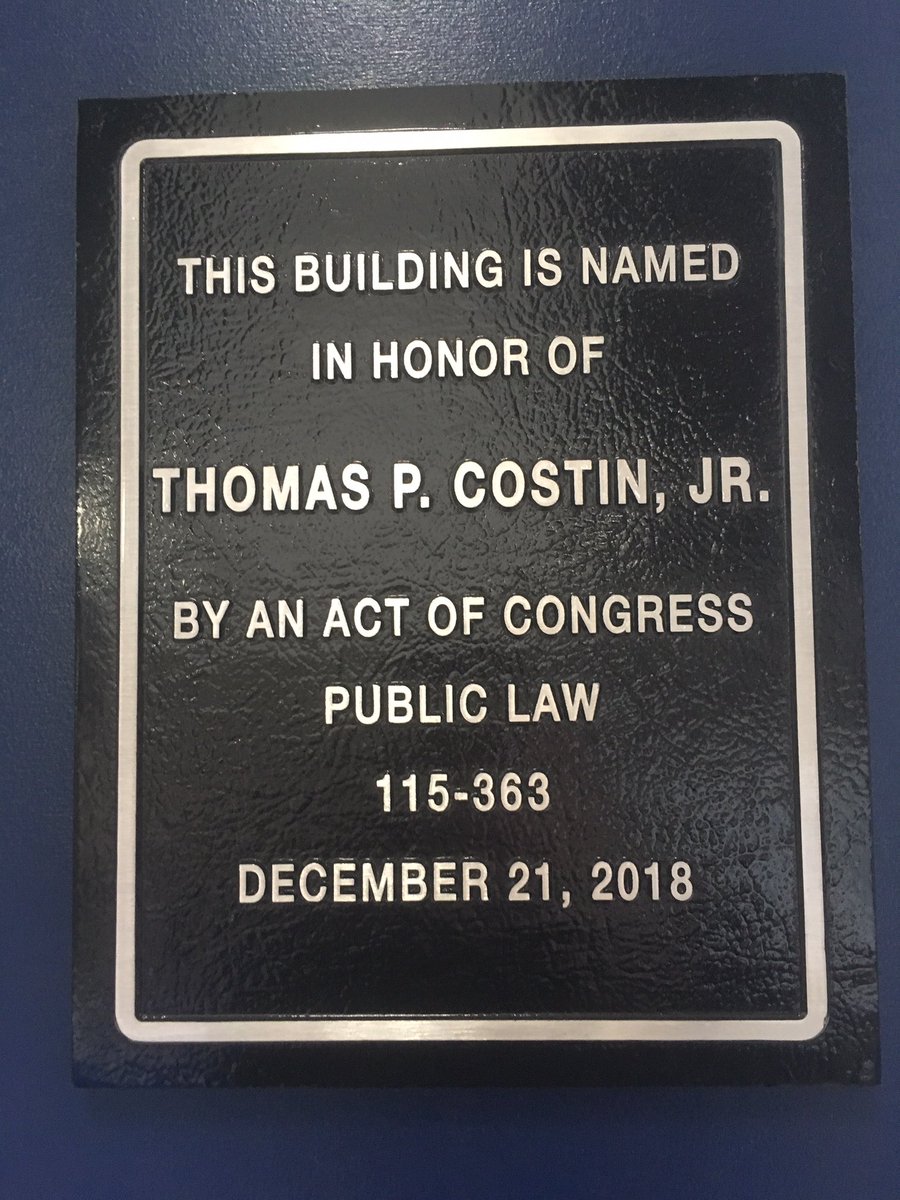 THIS BUILDING IS NAMED
IN HONOR OF
THOMAS P. COSTIN, JR.
BY AN ACT OF CONGRESS
PUBLIC LAW
115-363
DECEMBER 21, 2018